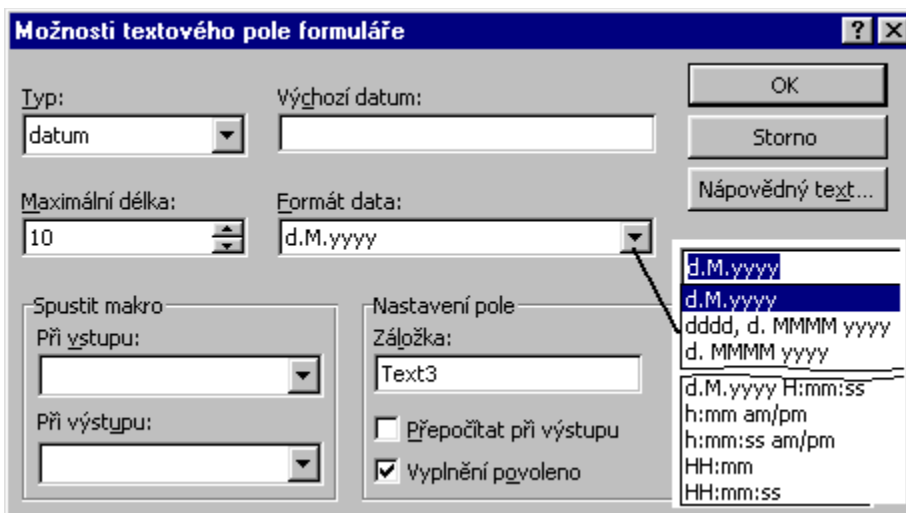 Možnosti textového pole formuláře
Typ:
datum
Výchozí datum:
OK
Storno
Nápovědný text...
Maximální délka:
10
Formát data:
d.M.yyyy
d.M.yyyy
d.M.yyyy
dddd, d. MMMM yyyy
d. MMMM yyyy
d.M.yyyy H:mm:ss
h:mm am/pm
h:mm:ss am/pm
HH:mm
HH:mm:ss
Spustit makro
Při vstupu:
Při výstupu:
Nastavení pole
Záložka:
Text3
Přepočítat při výstupu
Vyplnění povoleno